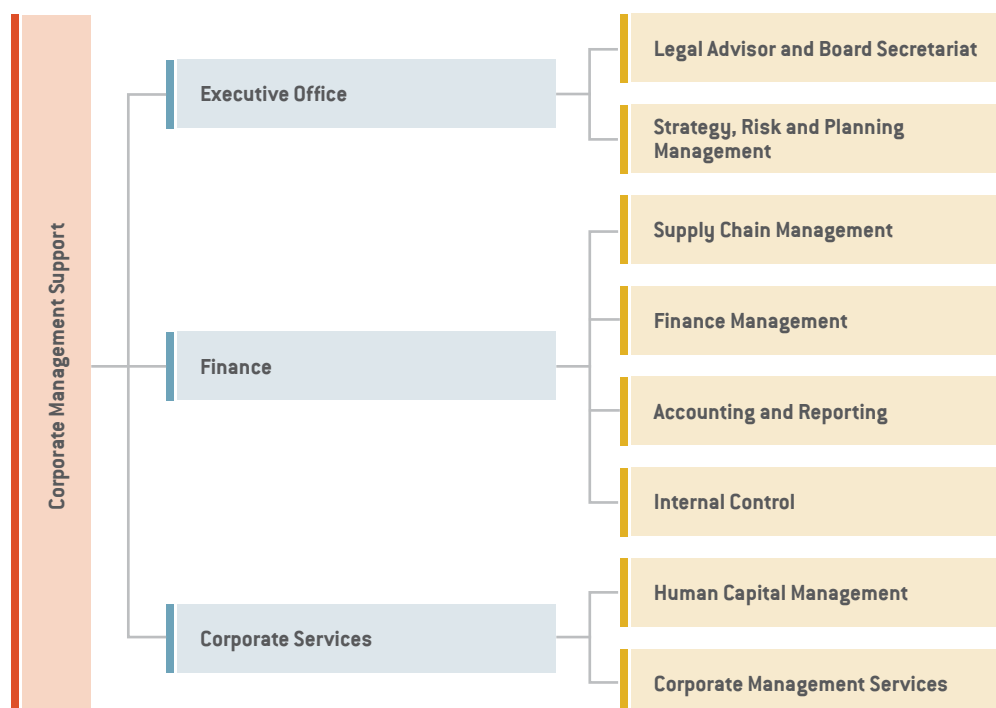 Corporate Management Support
Executive Office
Legal Advisor and Board Secretariat
Strategy, Risk and Planning
Management
Finance
Supply Chain Management
Finance Management
Accounting and Reporting
Internal Control
Corporate Services
Human Capital Management
Corporate Management Services